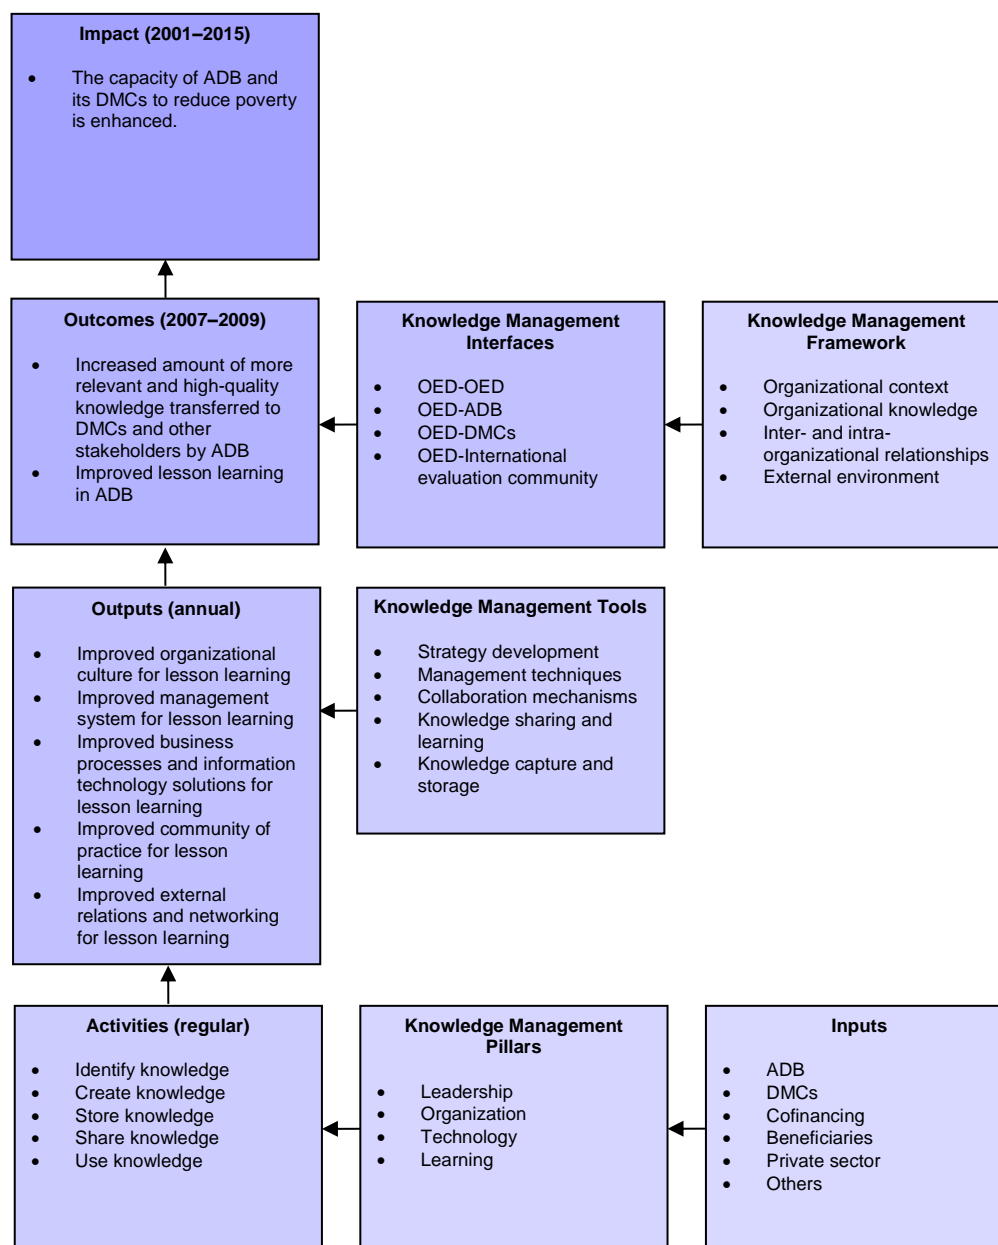 Impact (2001–2015)
• The capacity of ADB and
its DMCs to reduce poverty
is enhanced.
Outcomes (2007–2009)
• Increased amount of more
relevant and high-quality
knowledge transferred to
DMCs and other
stakeholders by ADB
• Improved lesson learning
in ADB
Knowledge Management
Interfaces
• OED-OED
• OED-ADB
• OED-DMCs
• OED-International
evaluation community
Knowledge Management
Framework
• Organizational context
• Organizational knowledge
• Inter- and intra-
organizational relationships
• External environment
Outputs (annual)
• Improved organizational
culture for lesson learning
• Improved management
system for lesson learning
• Improved business
processes and information
technology solutions for
lesson learning
• Improved community of
practice for lesson
learning
• Improved external
relations and networking
for lesson learning
Knowledge Management Tools
• Strategy development
• Management techniques
• Collaboration mechanisms
• Knowledge sharing and
learning
• Knowledge capture and
storage
Activities (regular)
• Identify knowledge
• Create knowledge
• Store knowledge
• Share knowledge
• Use knowledge
Knowledge Management
Pillars
• Leadership
• Organization
• Technology
• Learning
Inputs
• ADB
• DMCs
• Cofinancing
• Beneficiaries
• Private sector
• Others